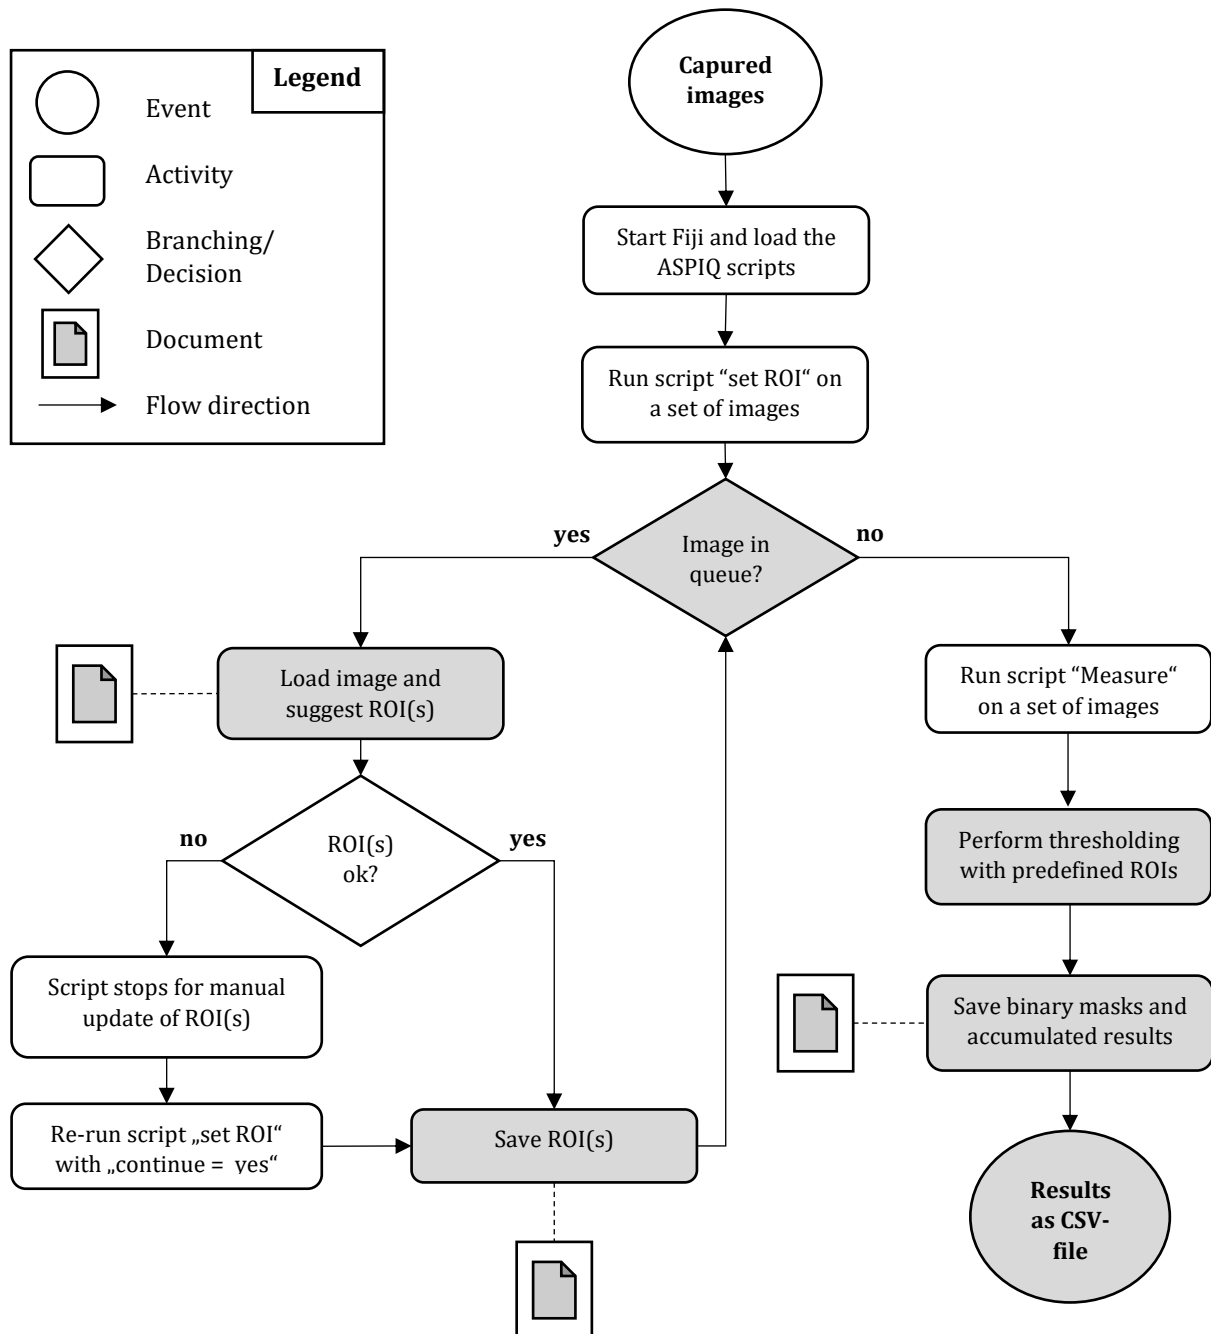 Legend
Event
Activity
Branching/
Decision
Document
Flow direction
Capured
images
Start Fiji and load the
ASPIQ scripts
Run script “set ROI“ on
a set of images
Image in
queue?
yes
no
Load image and
suggest ROI(s)
ROI(s)
ok?
no
yes
Script stops for manual
update of ROI(s)
Re-run script „set ROI“
with „continue = yes“
Save ROI(s)
Run script “Measure“
on a set of images
Perform thresholding
with predefined ROIs
Save binary masks and
accumulated results
Results
as CSV-
file